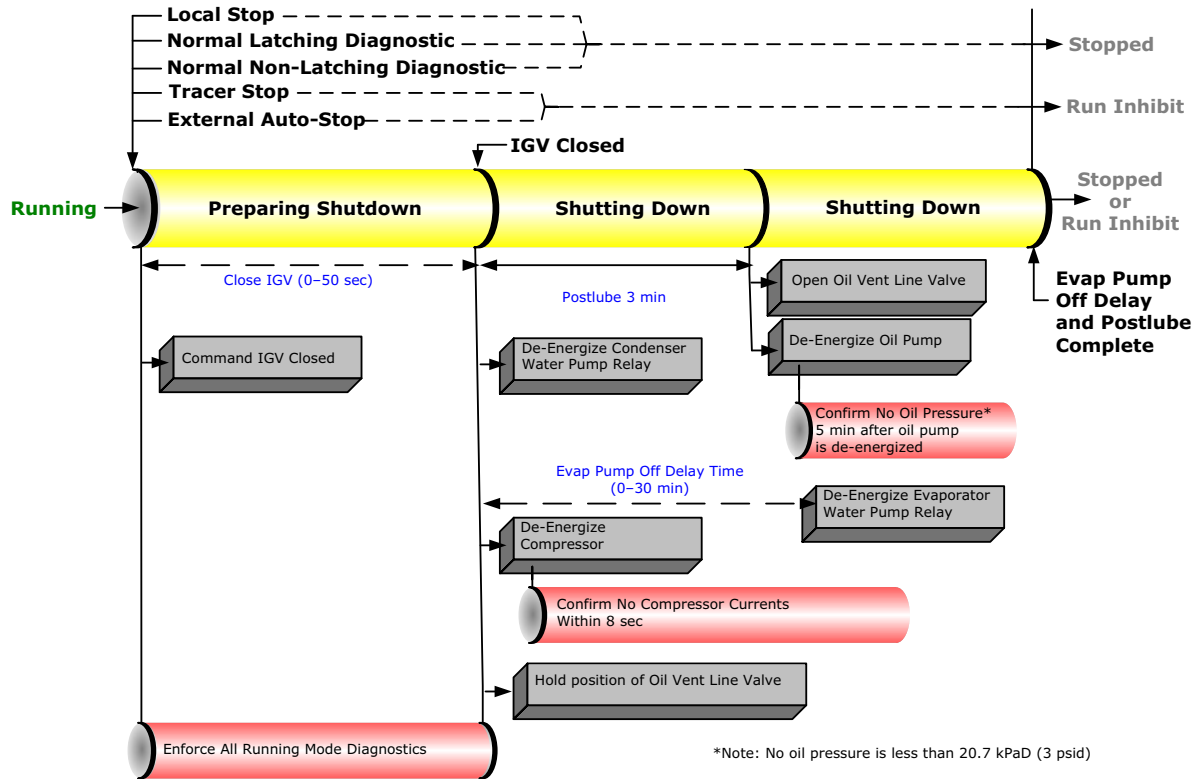 Local Stop
Normal Latching Diagnostic
Normal Non-Latching Diagnostic
Tracer Stop
External Auto-Stop
Stopped
Run Inhibit
IGV Closed
Running
Preparing Shutdown
Shutting Down
Shutting Down
Stopped
or
Run Inhibit
Close IGV (0–50 sec)
Postlube 3 min
Open Oil Vent Line Valve
Evap Pump
Off Delay
and Postlube
Complete
Command IGV Closed
De-Energize Condenser
Water Pump Relay
De-Energize Oil Pump
Confirm No Oil Pressure*
5 min after oil pump
is de-energized
Evap Pump Off Delay Time
(0–30 min)
De-Energize Evaporator
Water Pump Relay
De-Energize
Compressor
Confirm No Compressor Currents
Within 8 sec
Hold position of Oil Vent Line Valve
Enforce All Running Mode Diagnostics
*Note: No oil pressure is less than 20.7 kPaD (3 psid)